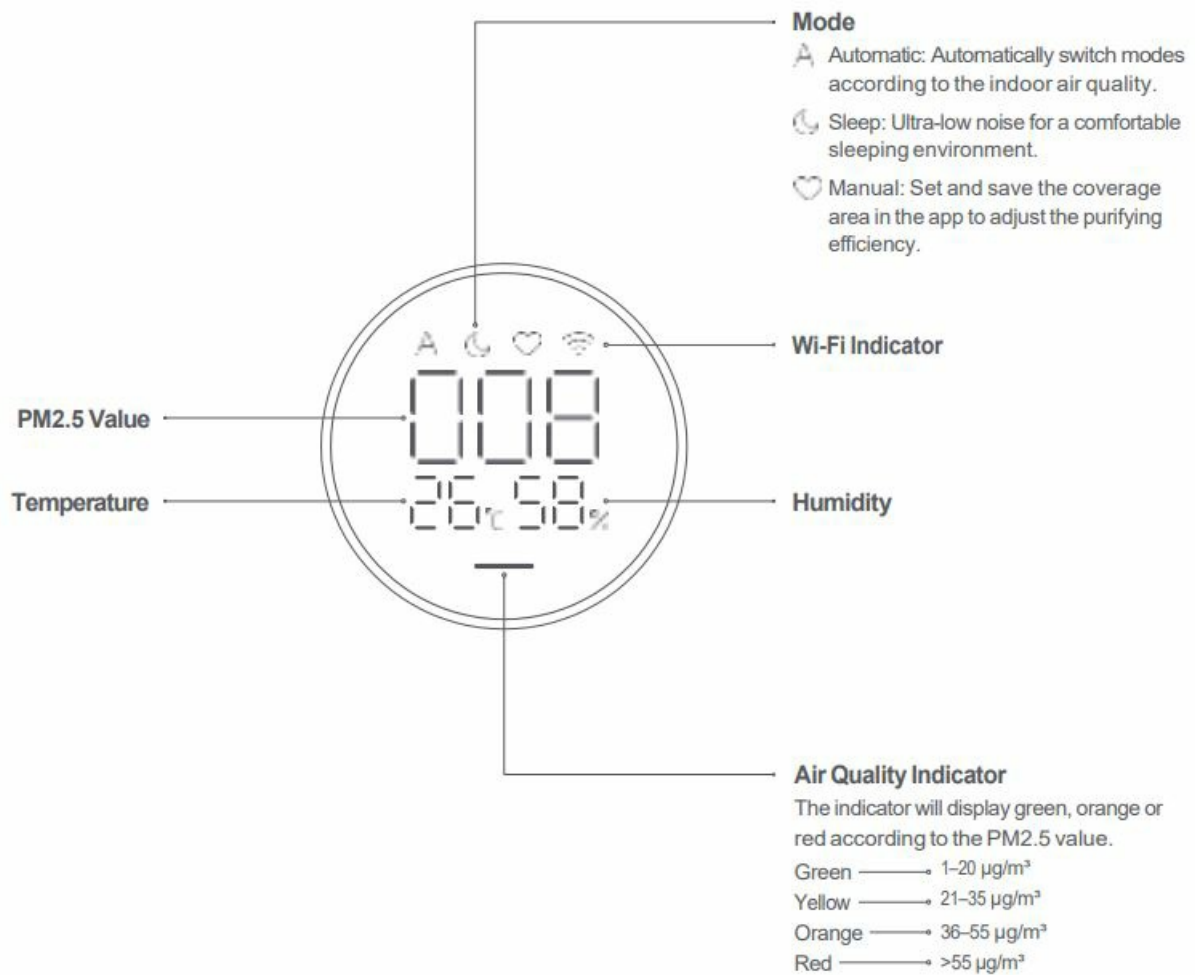 Mode
A Automatic: Automatically switch modes
according to the indoor air quality.
Sleep: Ultra-low noise for a comfortable
sleeping environment.
Manual: Set and save the coverage
area in the app to adjust the purifying
efficiency.
A
Wi-Fi Indicator
008
PM2.5 Value
26℃ 58%
Temperature
Humidity
Air Quality Indicator
The indicator will display green, orange or
red according to the PM2.5 value.
Green 1–20 µg/m³
Yellow 21–35 µg/m³
Orange 36–55 µg/m³
Red >55 µg/m³